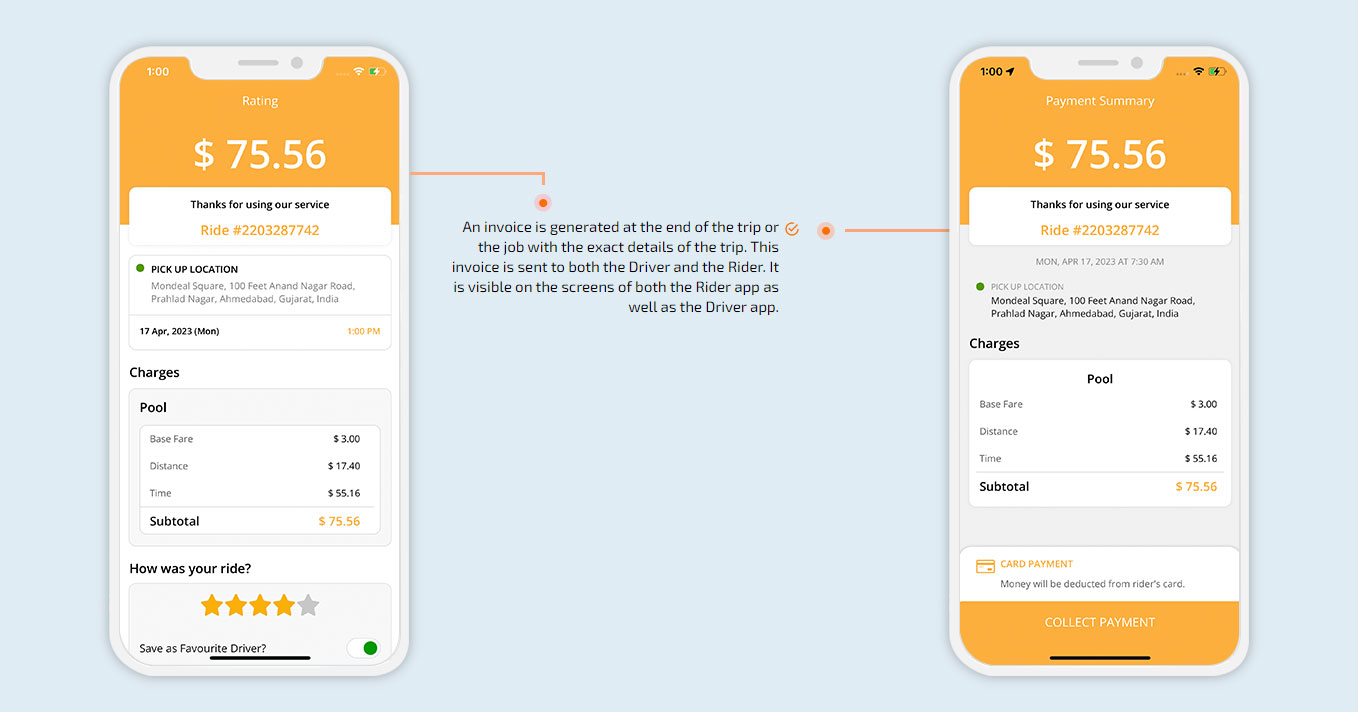 1:00
Rating
$ 75.56
Thanks for using our service
Ride #2203287742
PICK UP LOCATION
Mondeal Square, 100 Feet Anand Nagar Road,
Prahlad Nagar, Ahmedabad, Gujarat, India
17 Apr, 2023 (Mon) 1:00 PM
Charges
Pool
Base Fare $ 3.00
Distance $ 17.40
Time $ 55.16
Subtotal $ 75.56
How was your ride?
Save as Favourite Driver?
An invoice is generated at the end of the trip or
the job with the exact details of the trip. This
invoice is sent to both the Driver and the Rider. It
is visible on the screens of both the Rider app as
well as the Driver app.
1:00
Payment Summary
$ 75.56
Thanks for using our service
Ride #2203287742
MON, APR 17, 2023 AT 7:30 AM
PICK UP LOCATION
Mondeal Square, 100 Feet Anand Nagar Road,
Prahlad Nagar, Ahmedabad, Gujarat, India
Charges
Pool
Base Fare $ 3.00
Distance $ 17.40
Time $ 55.16
Subtotal $ 75.56
CARD PAYMENT
Money will be deducted from rider's card.
COLLECT PAYMENT